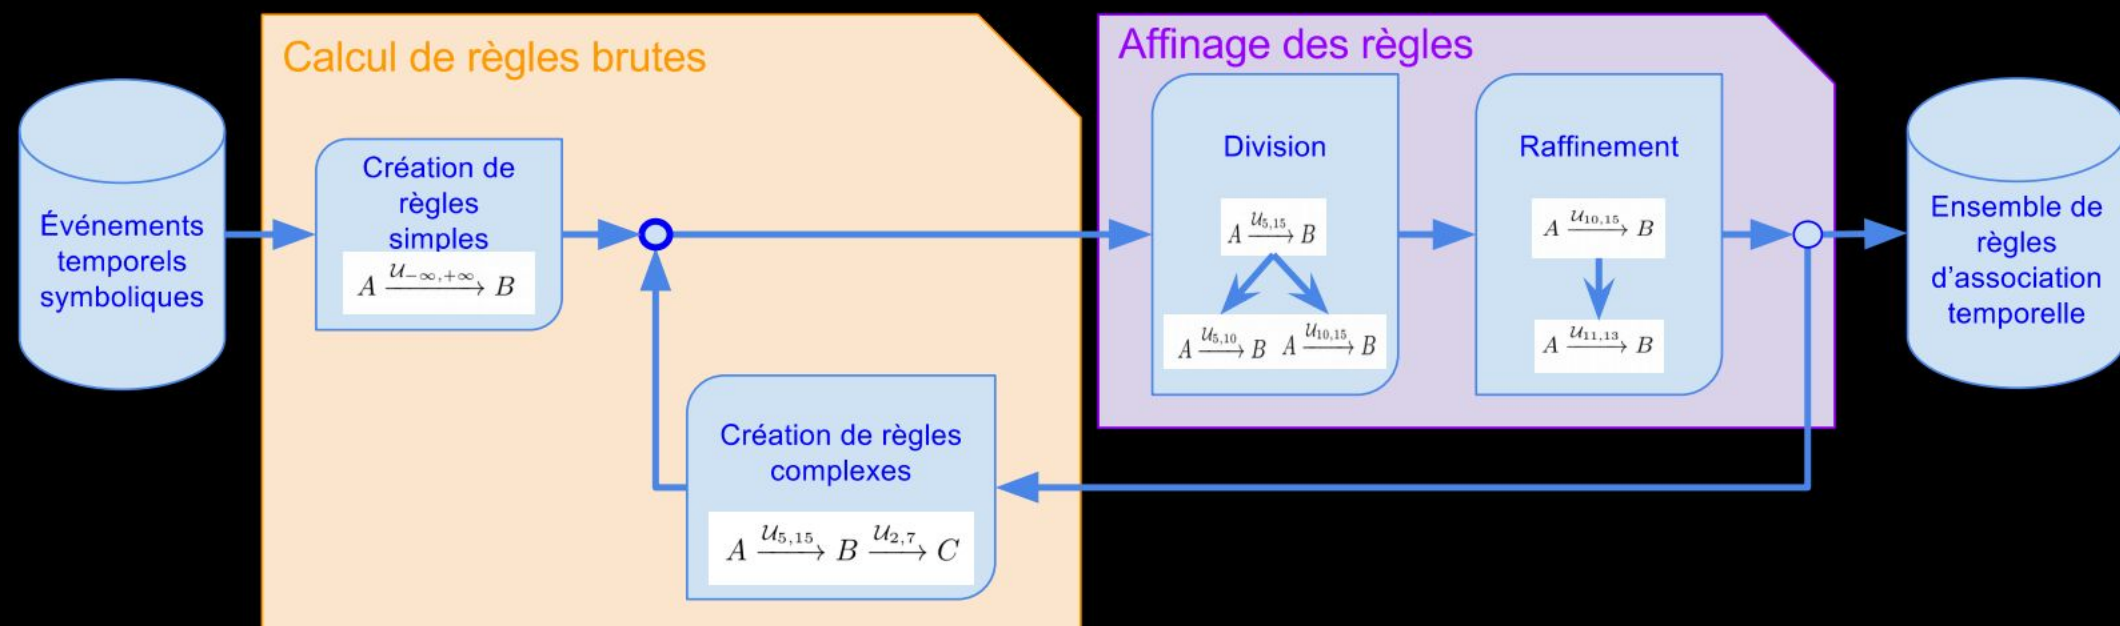 Calcul de règles brutes
Affinage des règles
Événements
temporels
symboliques
Création de
règles
simples
A U−∞,+∞ → B
Création de règles
complexes
A U5,15 → B U2,7 → C
Division
A U5,15 → B
A U5,10 → B A U10,15 → B
Raffinement
A U10,15 → B
A U11,13 → B
Ensemble de
règles
d'association
temporelle